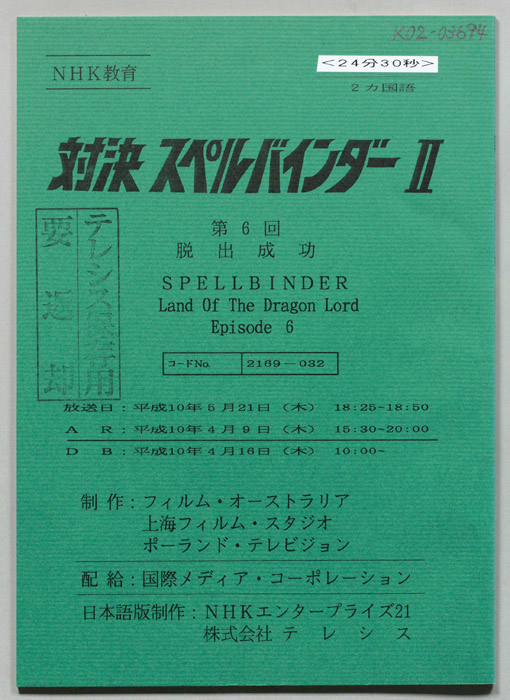 K02-03694
NHK教育
<24分30秒>
2カ国語
対決 スペルバインダー II
第6回
脱出成功
SPELLBINDER
Land Of The Dragon Lord
Episode 6
テレシス保存用
要返却
コードNo. 2169-032
放送日:平成10年5月21日(木) 18:25-18:50
AR:平成10年4月9日(木) 15:30-20:00
DB:平成10年4月16日(木) 10:00~
制作:フィルム・オーストラリア
上海フィルム・スタジオ
ポーランド・テレビジョン
配給:国際メディア・コーポレーション
日本語版制作:NHKエンタープライズ21
株式会社テレシス